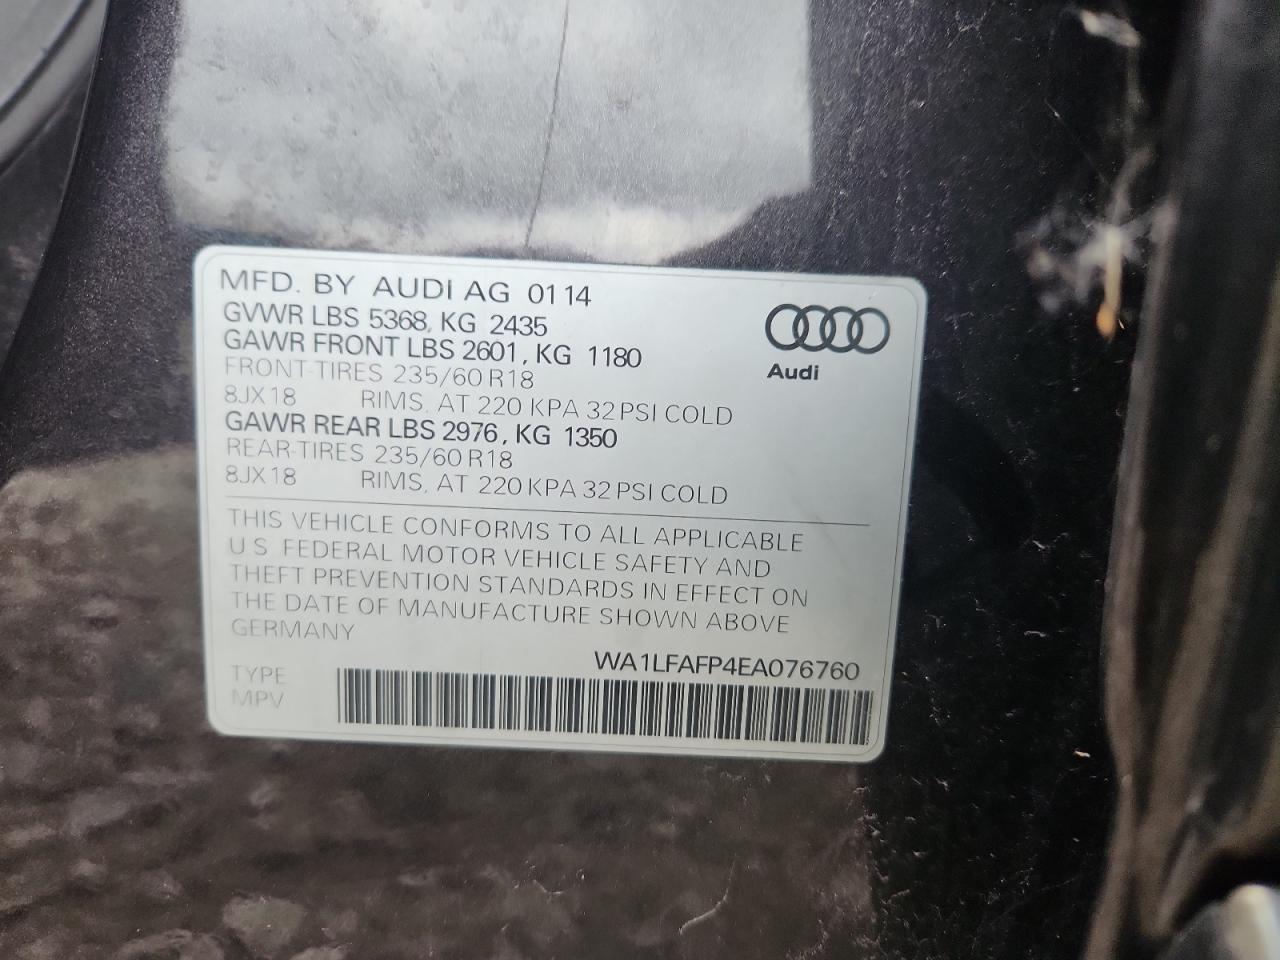 MFD. BY AUDI AG 01 14
GVWR LBS 5368, KG 2435
GAWR FRONT LBS 2601, KG 1180
FRONT-TIRES 235/60 R18
8JX18 RIMS, AT 220 KPA 32 PSI COLD
GAWR REAR LBS 2976, KG 1350
REAR-TIRES 235/60 R18
8JX18 RIMS, AT 220 KPA 32 PSI COLD
Audi
THIS VEHICLE CONFORMS TO ALL APPLICABLE
U.S. FEDERAL MOTOR VEHICLE SAFETY AND
THEFT PREVENTION STANDARDS IN EFFECT ON
THE DATE OF MANUFACTURE SHOWN ABOVE
GERMANY
WA1LFAFP4EA076760
TYPE
MPV